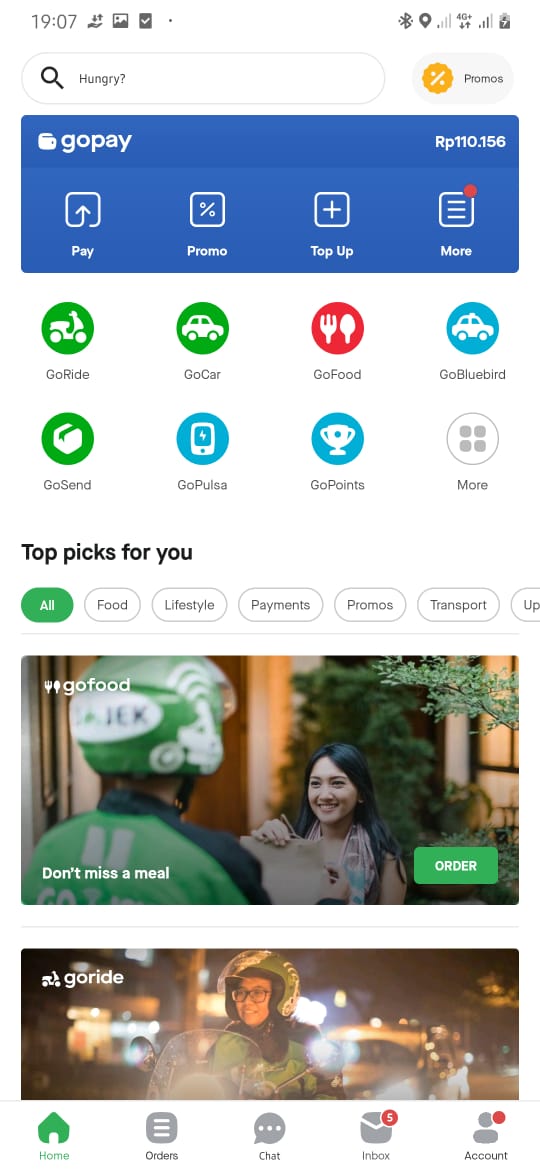 19:07 4G+
Hungry? Promos
gopay Rp110.156
Pay Promo Top Up More
GoRide GoCar GoFood GoBluebird
GoSend GoPulsa GoPoints More
Top picks for you
All Food Lifestyle Payments Promos Transport Up
gofood
JEK
Don't miss a meal
ORDER
goride
5
Home Orders Chat Inbox Account